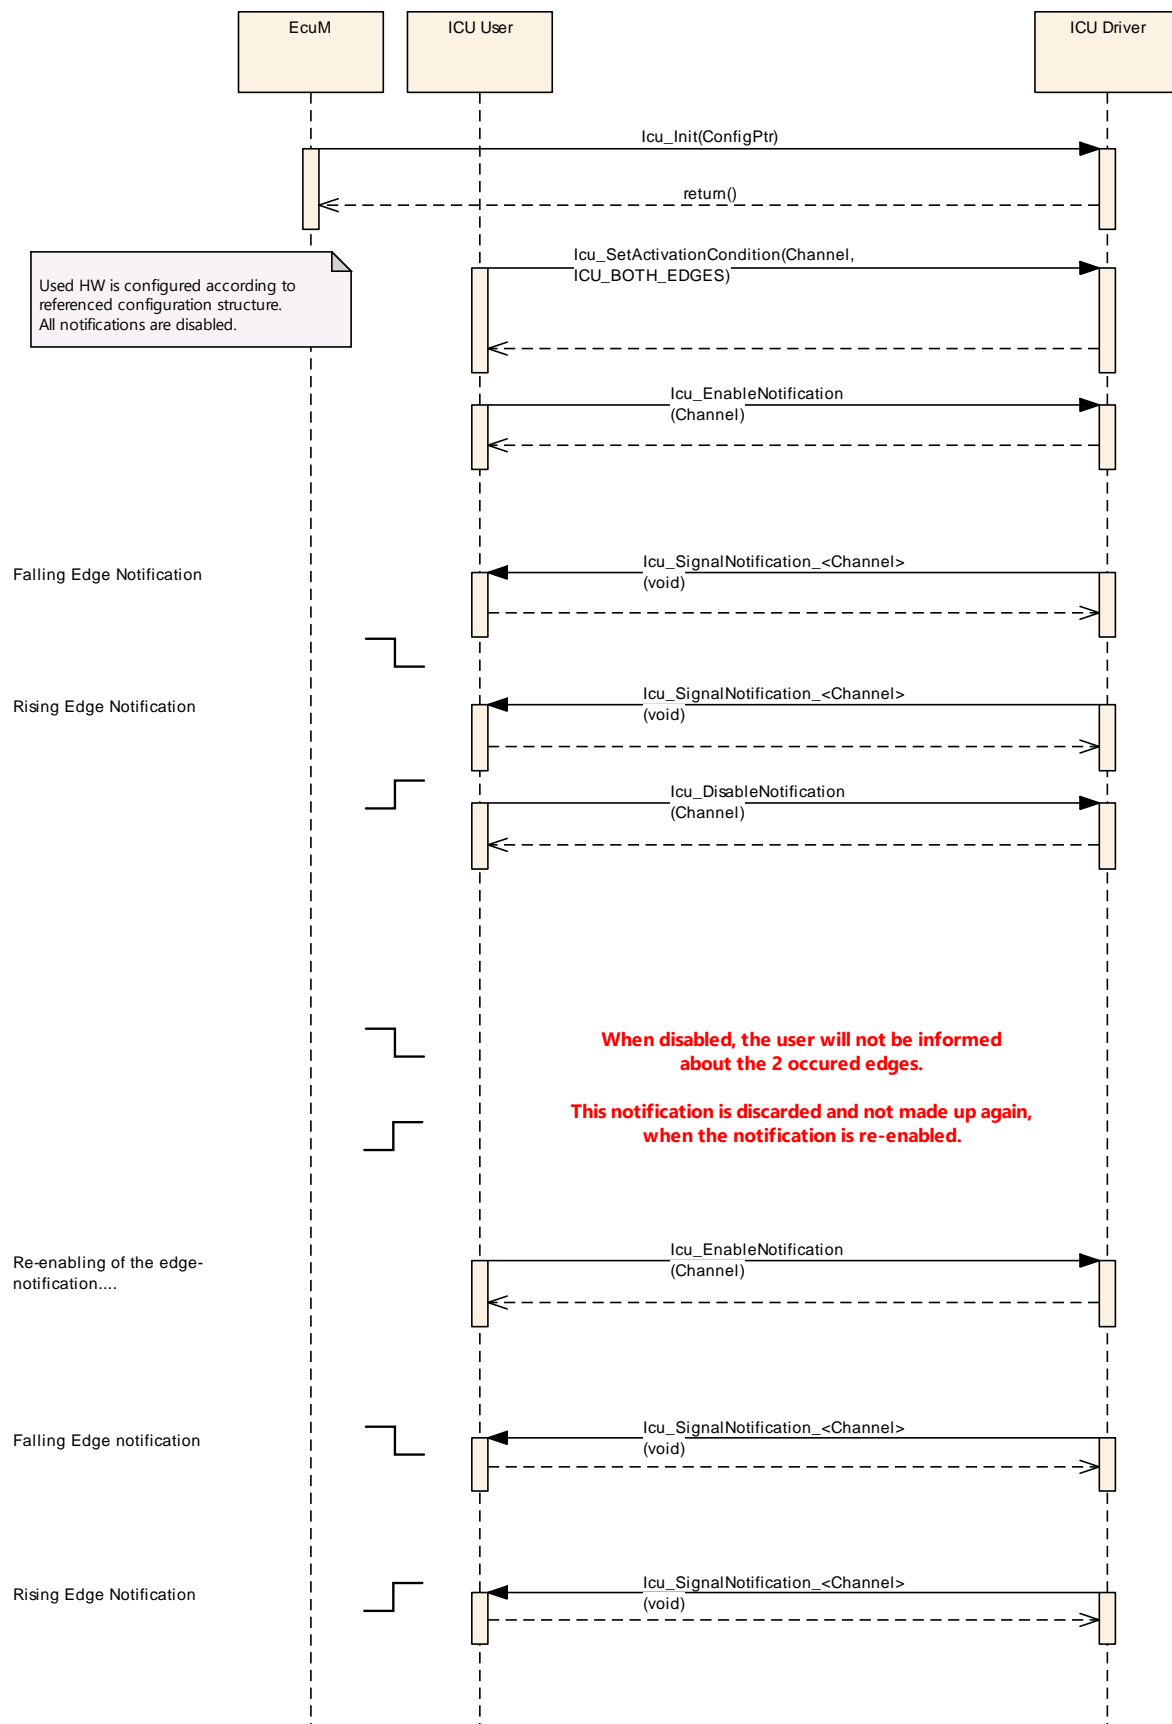 EcuM
ICU User
ICU Driver
Icu_Init(ConfigPtr)
return()
Icu_SetActivationCondition(Channel,
ICU_BOTH_EDGES)
Used HW is configured according to
referenced configuration structure.
All notifications are disabled.
Icu_EnableNotification
(Channel)
Falling Edge Notification
Icu_SignalNotification_<Channel>
(void)
Rising Edge Notification
Icu_SignalNotification_<Channel>
(void)
Icu_DisableNotification
(Channel)
When disabled, the user will not be informed
about the 2 occured edges.
This notification is discarded and not made up again,
when the notification is re-enabled.
Re-enabling of the edge-
notification....
Icu_EnableNotification
(Channel)
Falling Edge notification
Icu_SignalNotification_<Channel>
(void)
Rising Edge Notification
Icu_SignalNotification_<Channel>
(void)